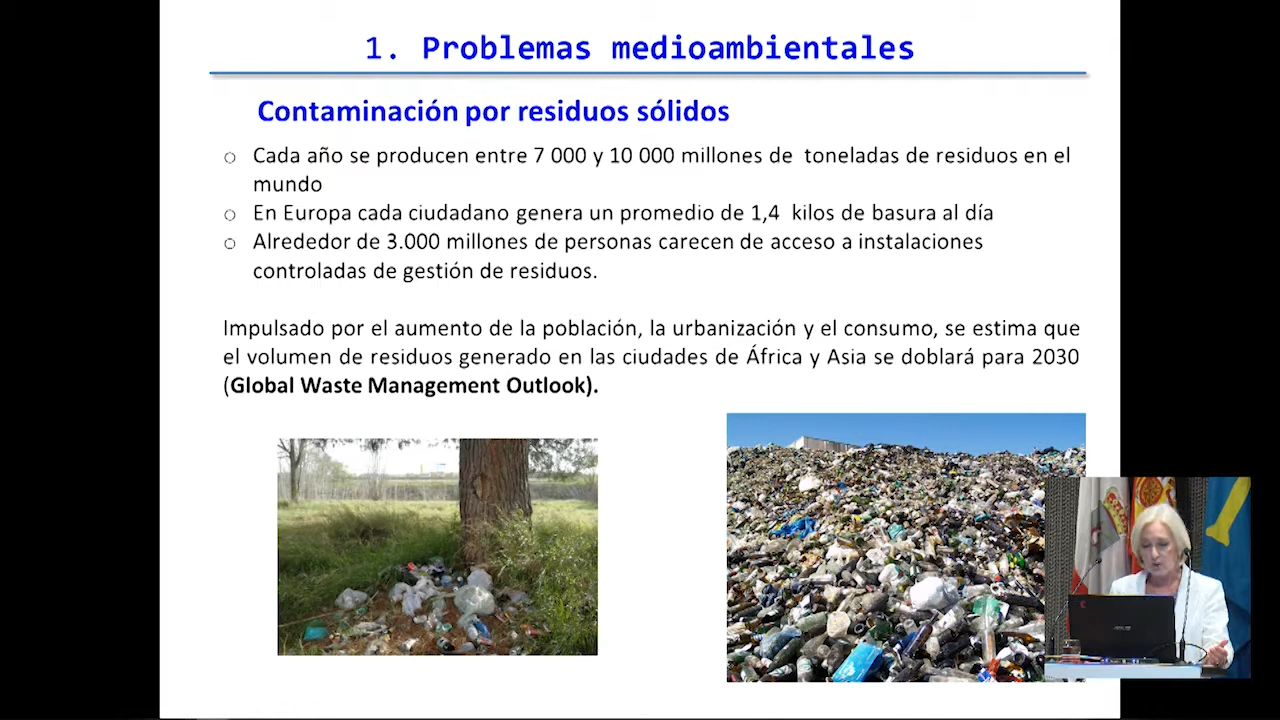 1. Problemas medioambientales
Contaminación por residuos sólidos
○ Cada año se producen entre 7 000 y 10 000 millones de toneladas de residuos en el
mundo
○ En Europa cada ciudadano genera un promedio de 1,4 kilos de basura al día
○ Alrededor de 3.000 millones de personas carecen de acceso a instalaciones
controladas de gestión de residuos.
Impulsado por el aumento de la población, la urbanización y el consumo, se estima que
el volumen de residuos generado en las ciudades de África y Asia se doblará para 2030
(Global Waste Management Outlook).